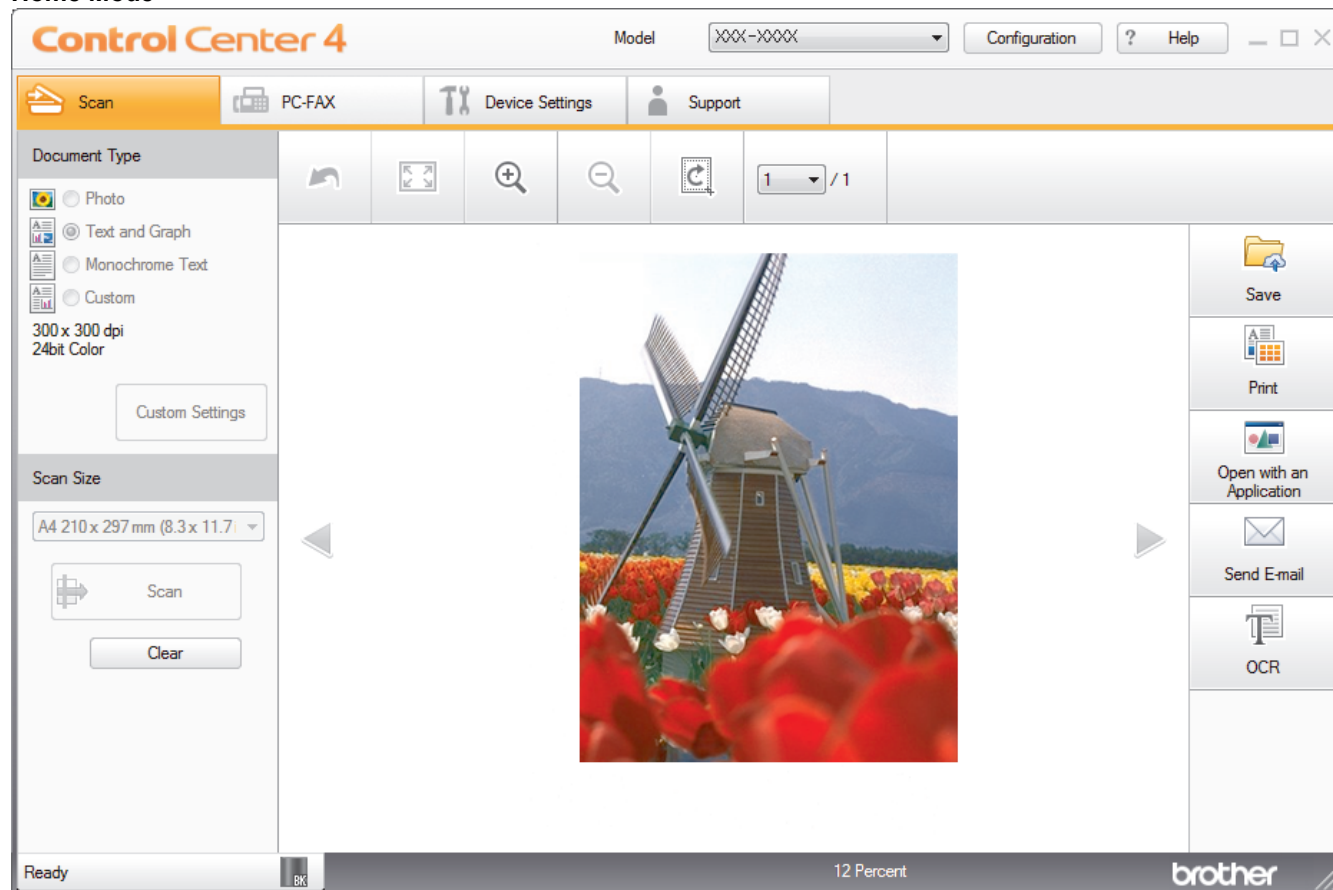 Home Mode
Control Center 4
Model XXX-XXXX Configuration ? Help
Scan PC-FAX Device Settings Support
Document Type
Photo
Text and Graph
Monochrome Text
Custom
300 x 300 dpi
24bit Color
Custom Settings
Scan Size
A4 210 x 297 mm (8.3 x 11.7
Scan
Clear
1 / 1
Save
Print
Open with an
Application
Send E-mail
OCR
Ready BK 12 Percent brother